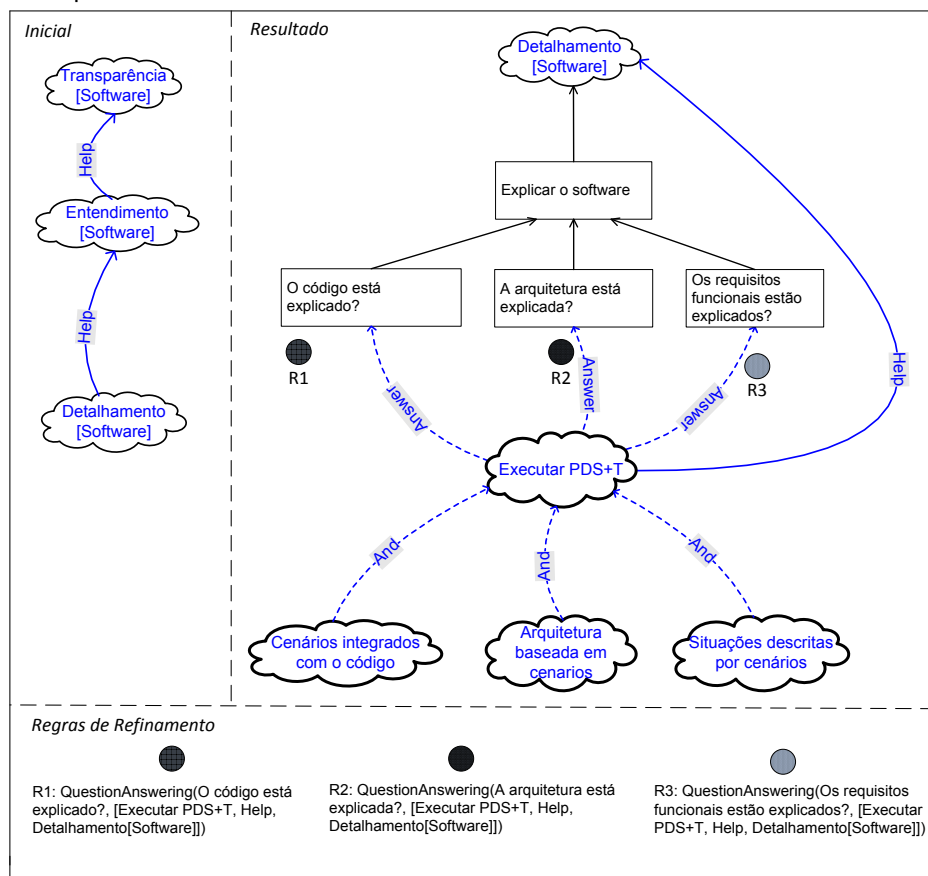 Inicial
Resultado
Transparência
[Software]
Help
Entendimento
[Software]
Help
Detalhamento
[Software]
Detalhamento
[Software]
Explicar o software
O código está
explicado?
A arquitetura está
explicada?
Os requisitos
funcionais estão
explicados?
R1
R2
R3
Answer
Answer
Answer
Help
Executar PDS+T
And
And
And
Cenários integrados
com o código
Arquitetura
baseada em
cenarios
Situações descritas
por cenários
Regras de Refinamento
R1: QuestionAnswering(O código está
explicado?, [Executar PDS+T, Help,
Detalhamento[Software]])
R2: QuestionAnswering(A arquitetura está
explicada?, [Executar PDS+T, Help,
Detalhamento[Software]])
R3: QuestionAnswering(Os requisitos
funcionais estão explicados?, [Executar
PDS+T, Help, Detalhamento[Software]])